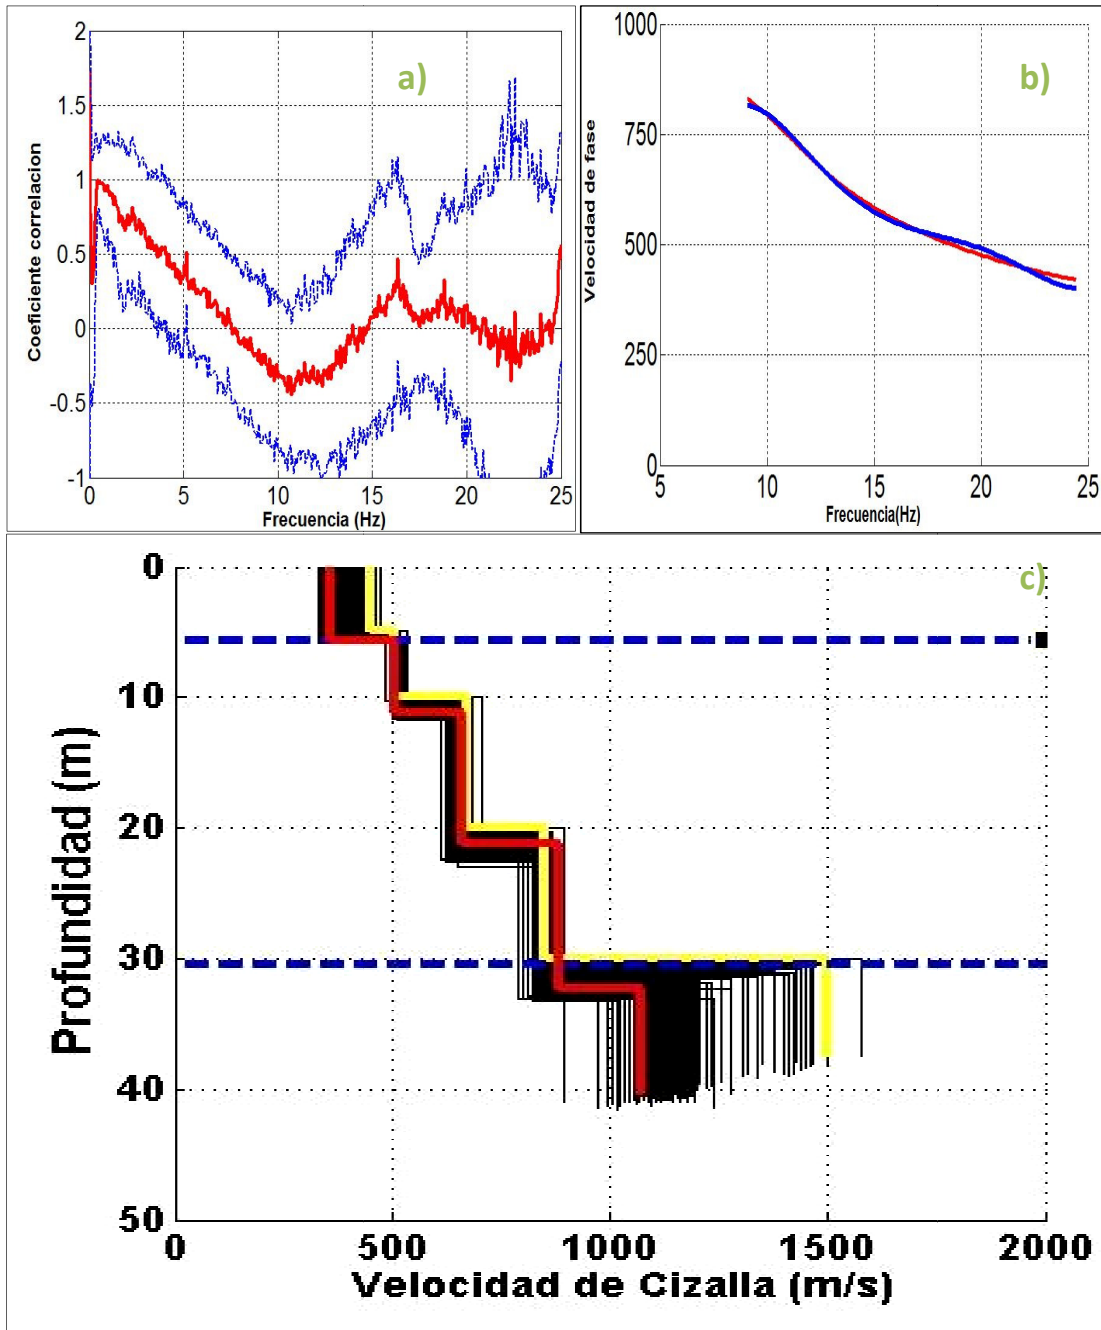 a)
2
1.5
1
0.5
0
-0.5
-1
Coeficiente correlacion
0 5 10 15 20 25
Frecuencia (Hz)
b)
1000
750
500
250
0
Velocidad de fase
5 10 15 20 25
Frecuencia(Hz)
c)
0
10
20
30
40
50
Profundidad (m)
0 500 1000 1500 2000
Velocidad de Cizalla (m/s)